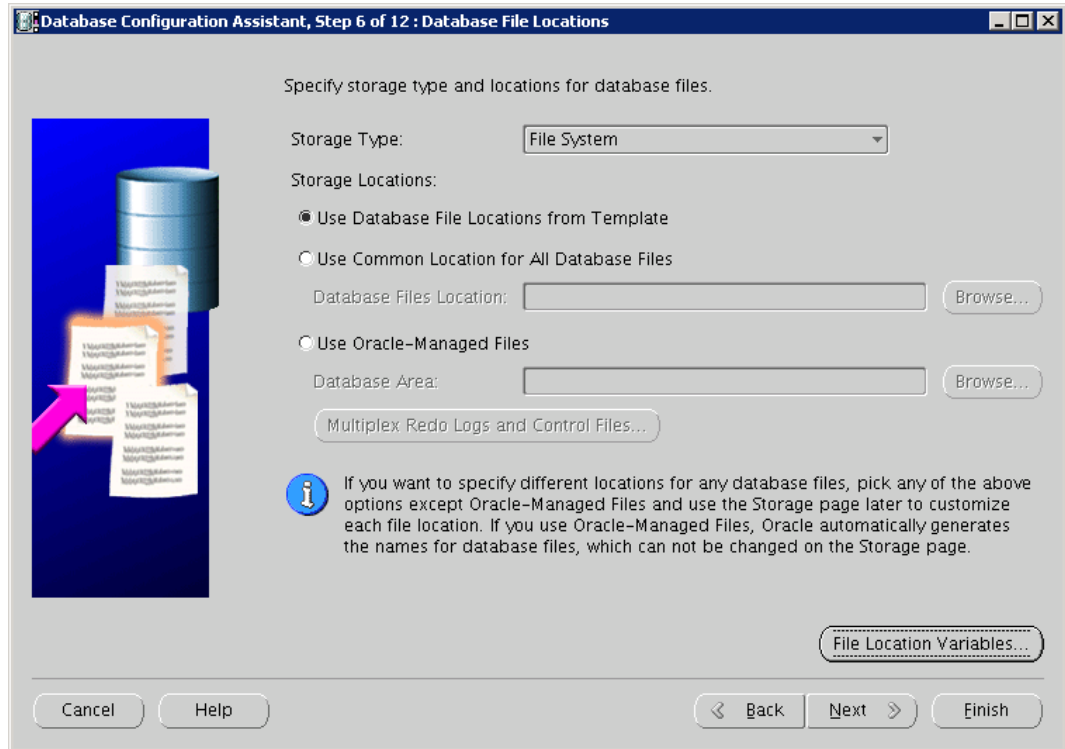 Database Configuration Assistant, Step 6 of 12 : Database File Locations
Specify storage type and locations for database files.
Storage Type:
File System
Storage Locations:
Use Database File Locations from Template
Use Common Location for All Database Files
Database Files Location:
Browse...
Use Oracle-Managed Files
Database Area:
Browse...
Multiplex Redo Logs and Control Files...
If you want to specify different locations for any database files, pick any of the above
options except Oracle-Managed Files and use the Storage page later to customize
each file location. If you use Oracle-Managed Files, Oracle automatically generates
the names for database files, which can not be changed on the Storage page.
File Location Variables...
Cancel
Help
Back
Next
Finish